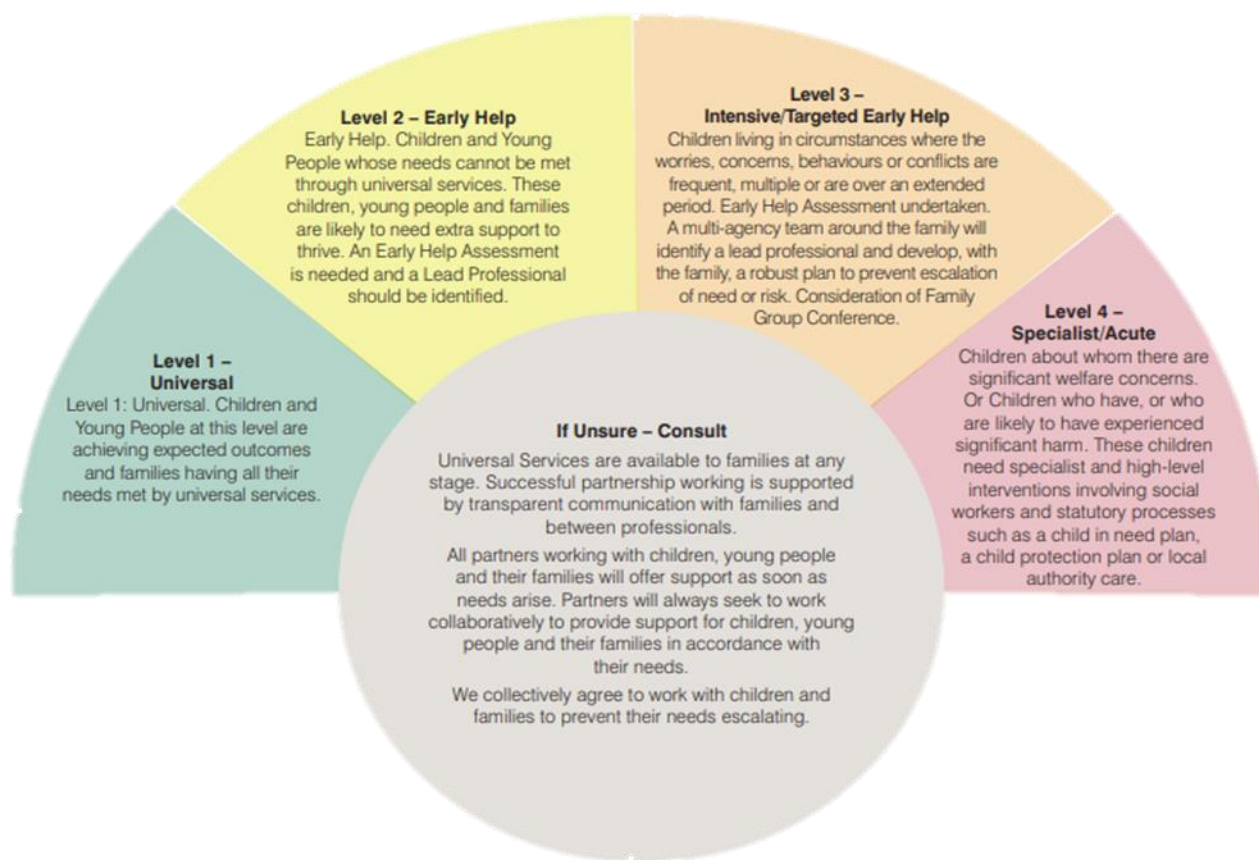 Level 1 –
Universal
Level 1: Universal. Children and
Young People at this level are
achieving expected outcomes
and families having all their
needs met by universal services.
Level 2 – Early Help
Early Help. Children and Young
People whose needs cannot be met
through universal services. These
children, young people and families
are likely to need extra support to
thrive. An Early Help Assessment
is needed and a Lead Professional
should be identified.
Level 3 –
Intensive/Targeted Early Help
Children living in circumstances where the
worries, concerns, behaviours or conflicts are
frequent, multiple or are over an extended
period. Early Help Assessment undertaken.
A multi-agency team around the family will
identify a lead professional and develop, with
the family, a robust plan to prevent escalation
of need or risk. Consideration of Family
Group Conference.
Level 4 –
Specialist/Acute
Children about whom there are
significant welfare concerns.
Or Children who have, or who
are likely to have experienced
significant harm. These children
need specialist and high-level
interventions involving social
workers and statutory processes
such as a child in need plan,
a child protection plan or local
authority care.
If Unsure – Consult
Universal Services are available to families at any
stage. Successful partnership working is supported
by transparent communication with families and
between professionals.
All partners working with children, young people
and their families will offer support as soon as
needs arise. Partners will always seek to work
collaboratively to provide support for children, young
people and their families in accordance with
their needs.
We collectively agree to work with children and
families to prevent their needs escalating.